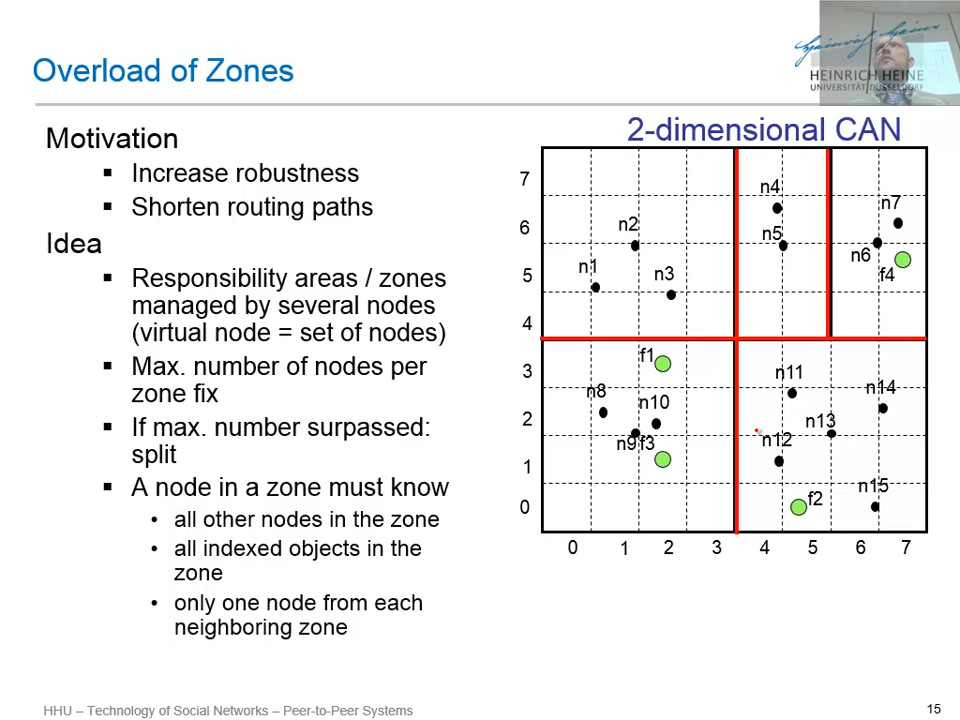 Overload of Zones
Heinrich Heine
HEINRICH HEINE
UNIVERSITÄT DÜSSELDORF
Motivation
▪ Increase robustness
▪ Shorten routing paths
Idea
▪ Responsibility areas / zones
managed by several nodes
(virtual node = set of nodes)
▪ Max. number of nodes per
zone fix
▪ If max. number surpassed:
split
▪ A node in a zone must know
• all other nodes in the zone
• all indexed objects in the
zone
• only one node from each
neighboring zone
2-dimensional CAN
7
6
5
4
3
2
1
0
n4
n7
n2
n5
n6
n1
n3
f4
f1
n11
n8
n14
n10
n13
n9
f3
n12
n15
f2
0 1 2 3 4 5 6 7
HHU – Technology of Social Networks – Peer-to-Peer Systems
15